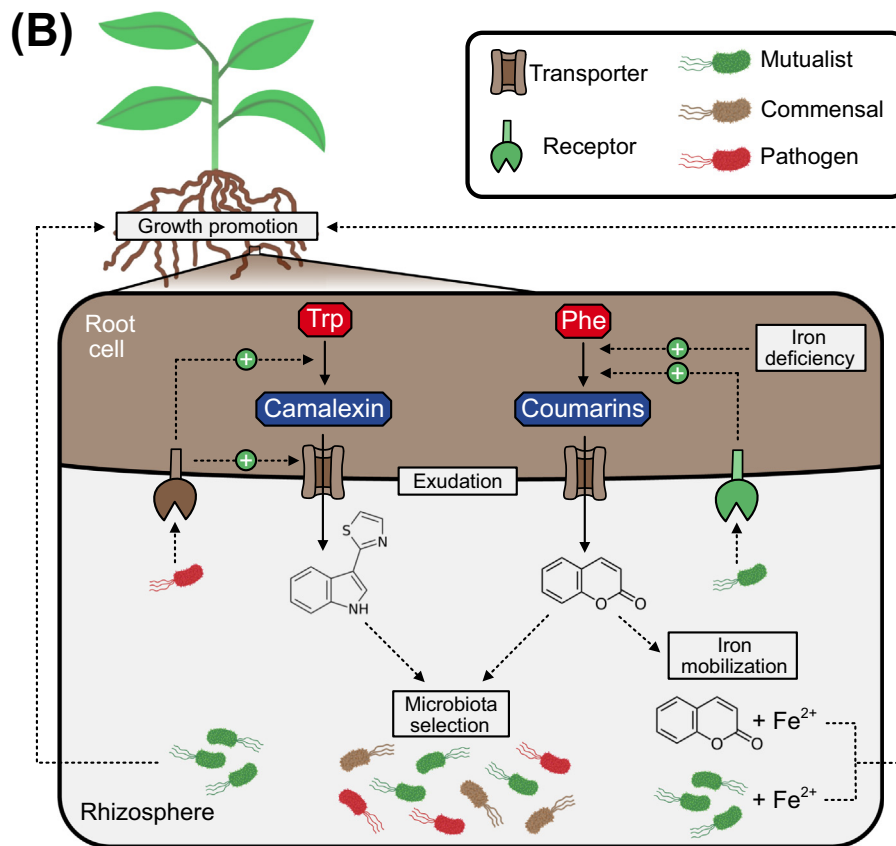 (B)
Transporter
Receptor
Mutualist
Commensal
Pathogen
Growth promotion
Root
cell
Trp
Phe
Iron
deficiency
+
+
+
+
Camalexin
Coumarins
Exudation
S
N
NH
O
O
Iron
mobilization
Microbiota
selection
O
O
+ Fe²⁺
+ Fe²⁺
Rhizosphere